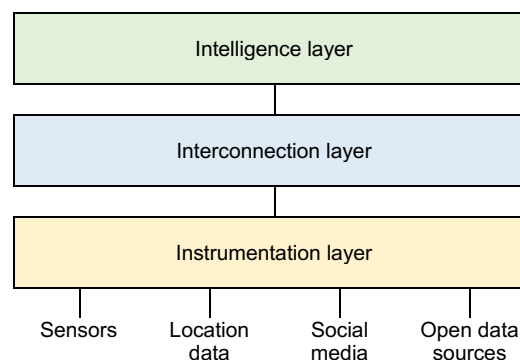 Intelligence layer
Interconnection layer
Instrumentation layer
Sensors Location Social Open data
data media sources